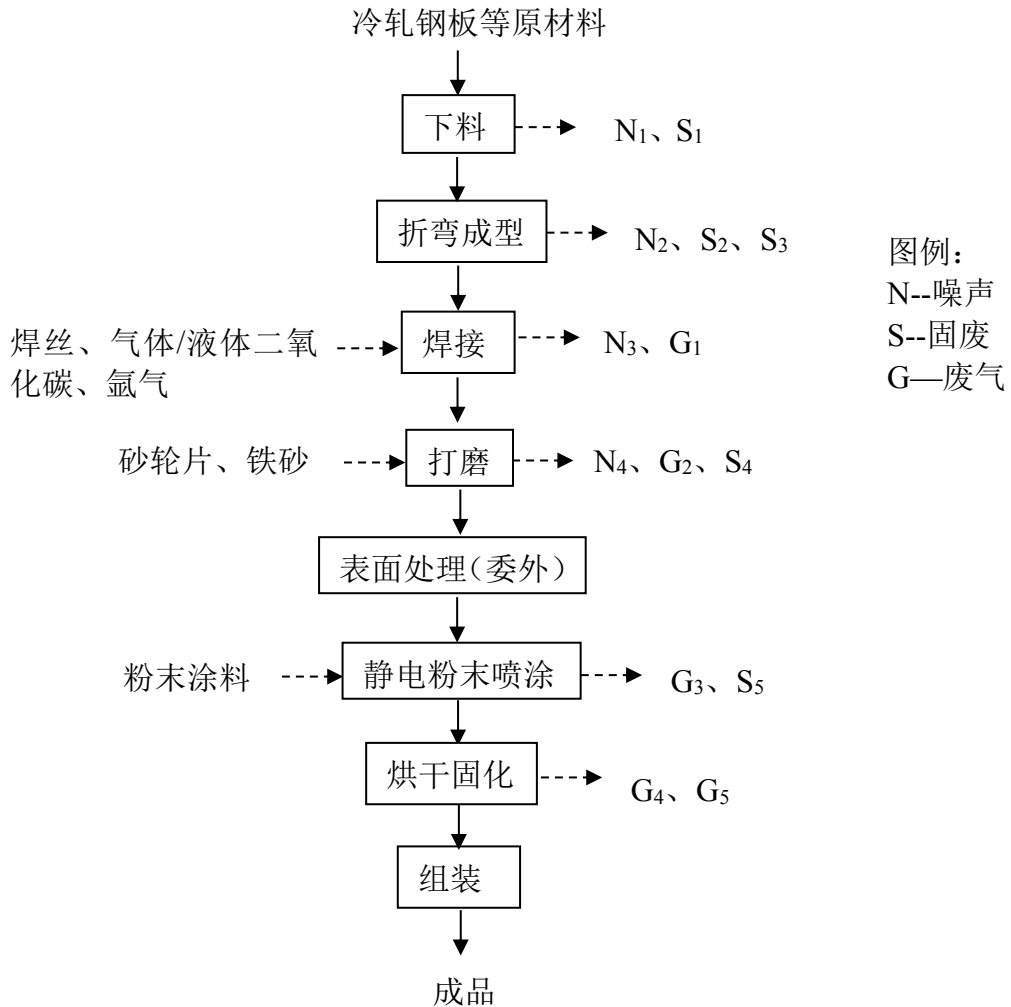 冷轧钢板等原材料
下料
N₁、S₁
折弯成型
N₂、S₂、S₃
图例：
N--噪声
S--固废
G—废气
焊丝、气体/液体二氧
化碳、氩气
焊接
N₃、G₁
砂轮片、铁砂
打磨
N₄、G₂、S₄
表面处理（委外）
粉末涂料
静电粉末喷涂
G₃、S₅
烘干固化
G₄、G₅
组装
成品